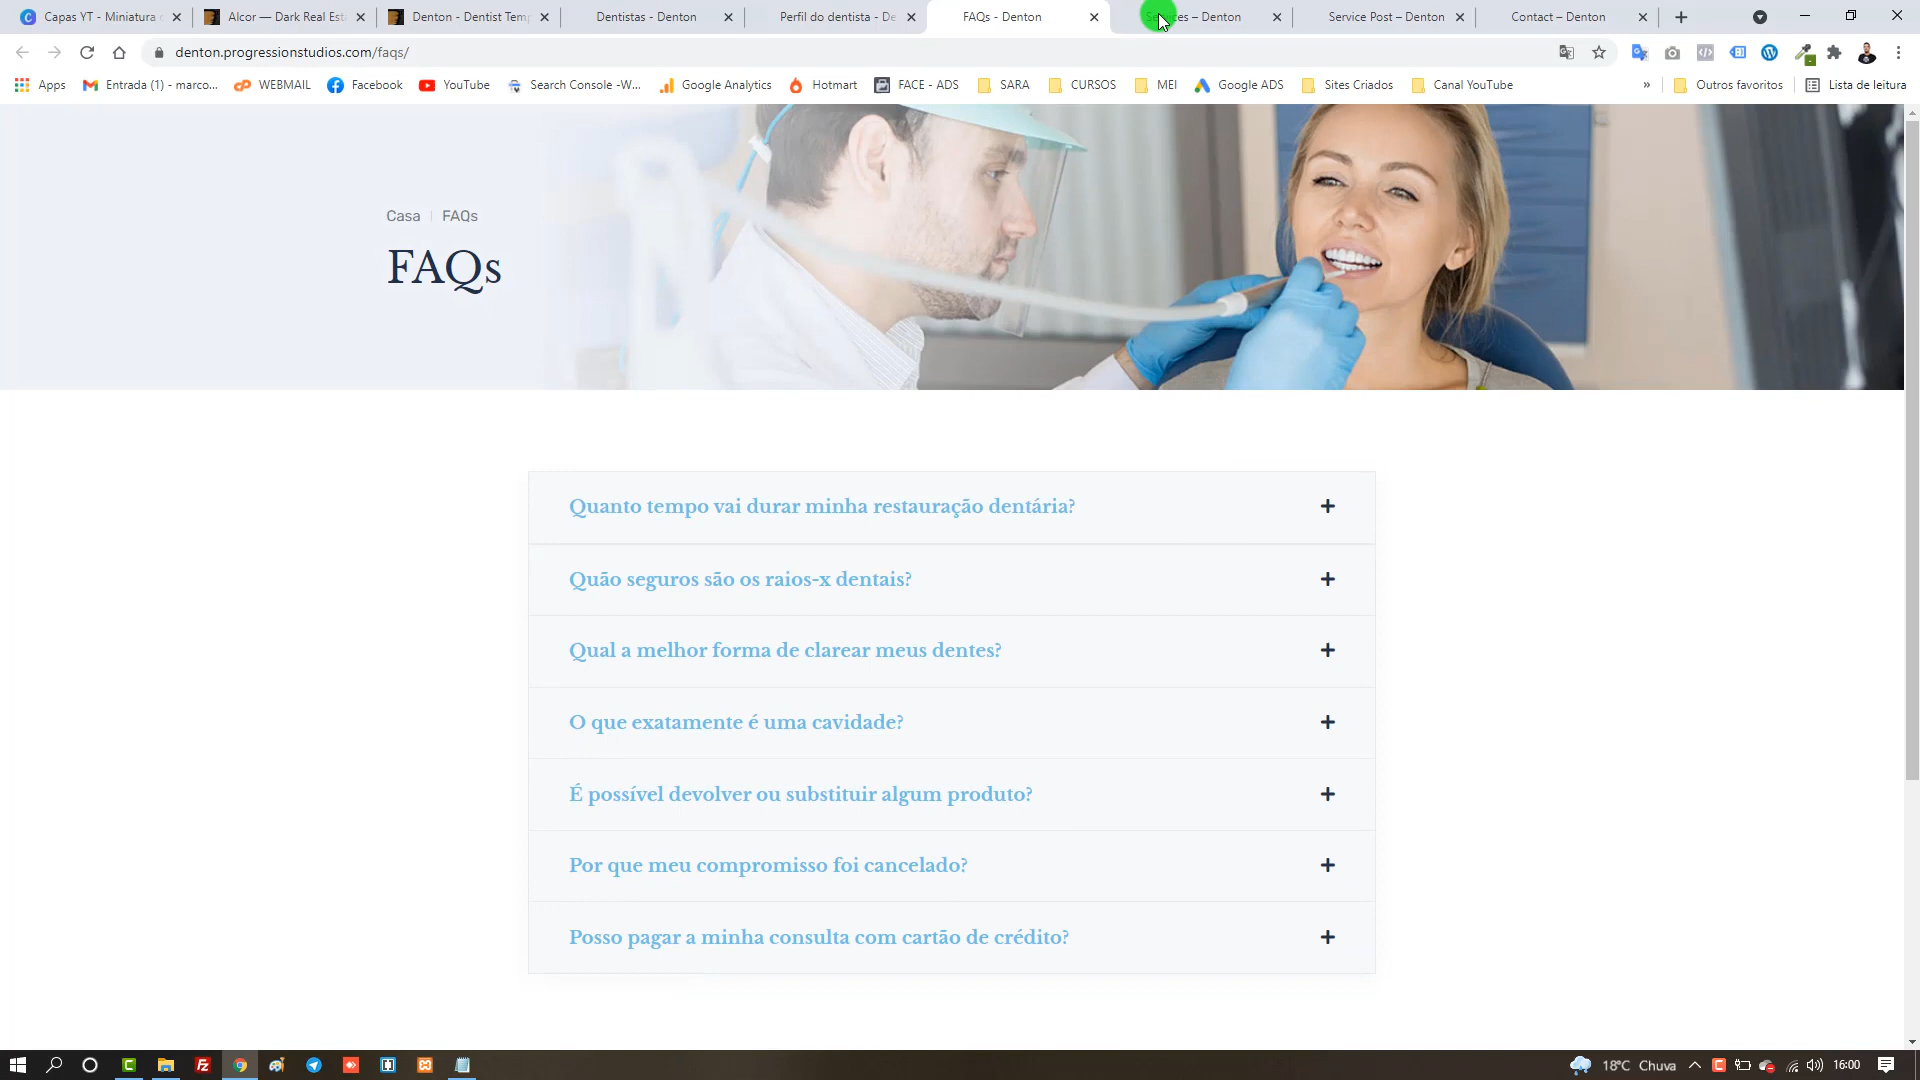 Capas YT - Miniatura
Alcor — Dark Real Est
Denton - Dentist Tem
Dentistas - Denton
Perfil do dentista - De
FAQs - Denton
– Denton
Service Post – Denton
Contact – Denton
denton.progressionstudios.com/faqs/
Apps
Entrada (1) - marco...
WEBMAIL
Facebook
YouTube
Search Console -W...
Google Analytics
Hotmart
FACE - ADS
SARA
CURSOS
MEI
Google ADS
Sites Criados
Canal YouTube
»
Outros favoritos
Lista de leitura
Casa | FAQs
FAQs
Quanto tempo vai durar minha restauração dentária?
Quão seguros são os raios-x dentais?
Qual a melhor forma de clarear meus dentes?
O que exatamente é uma cavidade?
É possível devolver ou substituir algum produto?
Por que meu compromisso foi cancelado?
Posso pagar a minha consulta com cartão de crédito?
18°C Chuva
16:00